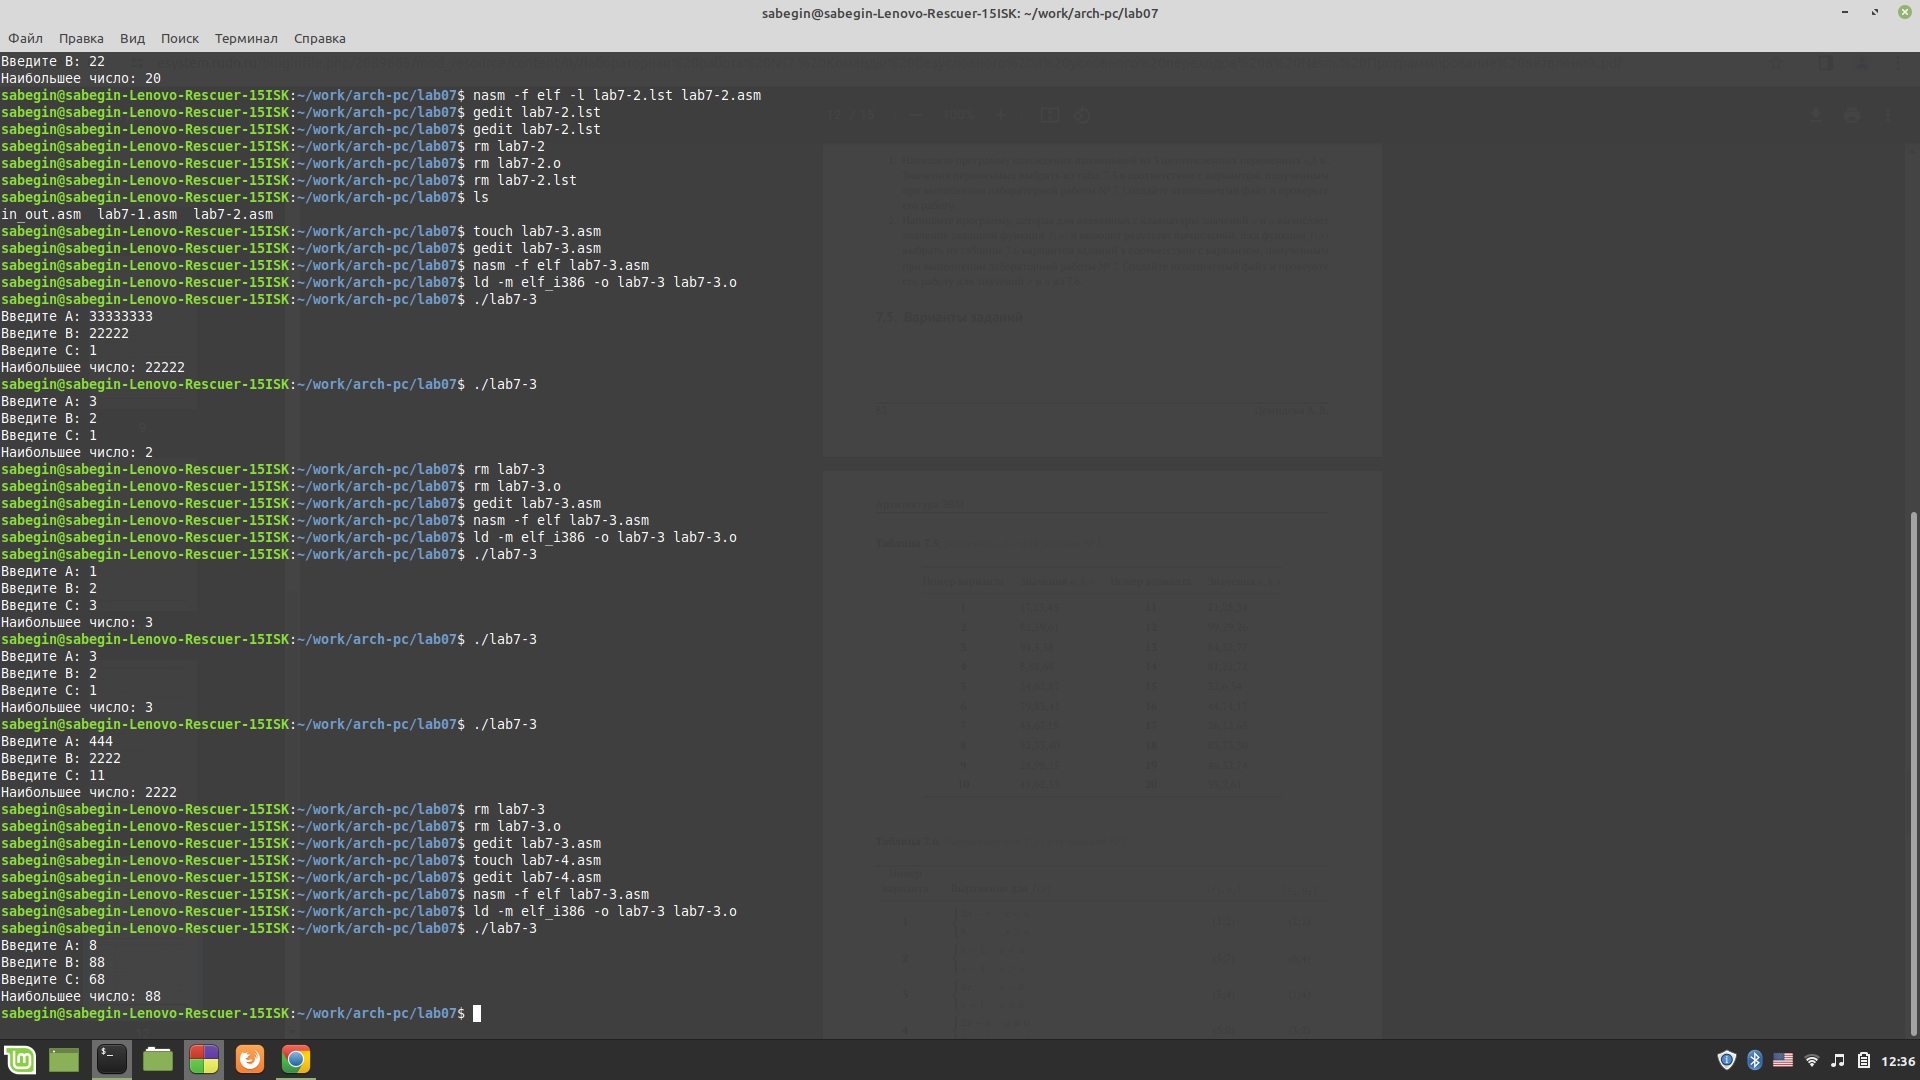 sabegin@sabegin-Lenovo-Rescuer-15ISK: ~/work/arch-pc/lab07
Файл Правка Вид Поиск Терминал Справка
Введите B: 22
Наибольшее число: 20
sabegin@sabegin-Lenovo-Rescuer-15ISK:~/work/arch-pc/lab07$ nasm -f elf -l lab7-2.lst lab7-2.asm
sabegin@sabegin-Lenovo-Rescuer-15ISK:~/work/arch-pc/lab07$ gedit lab7-2.lst
sabegin@sabegin-Lenovo-Rescuer-15ISK:~/work/arch-pc/lab07$ gedit lab7-2.lst
sabegin@sabegin-Lenovo-Rescuer-15ISK:~/work/arch-pc/lab07$ rm lab7-2
sabegin@sabegin-Lenovo-Rescuer-15ISK:~/work/arch-pc/lab07$ rm lab7-2.o
sabegin@sabegin-Lenovo-Rescuer-15ISK:~/work/arch-pc/lab07$ rm lab7-2.lst
sabegin@sabegin-Lenovo-Rescuer-15ISK:~/work/arch-pc/lab07$ ls
in_out.asm  lab7-1.asm  lab7-2.asm
sabegin@sabegin-Lenovo-Rescuer-15ISK:~/work/arch-pc/lab07$ touch lab7-3.asm
sabegin@sabegin-Lenovo-Rescuer-15ISK:~/work/arch-pc/lab07$ gedit lab7-3.asm
sabegin@sabegin-Lenovo-Rescuer-15ISK:~/work/arch-pc/lab07$ nasm -f elf lab7-3.asm
sabegin@sabegin-Lenovo-Rescuer-15ISK:~/work/arch-pc/lab07$ ld -m elf_i386 -o lab7-3 lab7-3.o
sabegin@sabegin-Lenovo-Rescuer-15ISK:~/work/arch-pc/lab07$ ./lab7-3
Введите A: 33333333
Введите B: 22222
Введите C: 1
Наибольшее число: 22222
sabegin@sabegin-Lenovo-Rescuer-15ISK:~/work/arch-pc/lab07$ ./lab7-3
Введите A: 3
Введите B: 2
Введите C: 1
Наибольшее число: 2
sabegin@sabegin-Lenovo-Rescuer-15ISK:~/work/arch-pc/lab07$ rm lab7-3
sabegin@sabegin-Lenovo-Rescuer-15ISK:~/work/arch-pc/lab07$ rm lab7-3.o
sabegin@sabegin-Lenovo-Rescuer-15ISK:~/work/arch-pc/lab07$ gedit lab7-3.asm
sabegin@sabegin-Lenovo-Rescuer-15ISK:~/work/arch-pc/lab07$ nasm -f elf lab7-3.asm
sabegin@sabegin-Lenovo-Rescuer-15ISK:~/work/arch-pc/lab07$ ld -m elf_i386 -o lab7-3 lab7-3.o
sabegin@sabegin-Lenovo-Rescuer-15ISK:~/work/arch-pc/lab07$ ./lab7-3
Введите A: 1
Введите B: 2
Введите C: 3
Наибольшее число: 3
sabegin@sabegin-Lenovo-Rescuer-15ISK:~/work/arch-pc/lab07$ ./lab7-3
Введите A: 3
Введите B: 2
Введите C: 1
Наибольшее число: 3
sabegin@sabegin-Lenovo-Rescuer-15ISK:~/work/arch-pc/lab07$ ./lab7-3
Введите A: 444
Введите B: 2222
Введите C: 11
Наибольшее число: 2222
sabegin@sabegin-Lenovo-Rescuer-15ISK:~/work/arch-pc/lab07$ rm lab7-3
sabegin@sabegin-Lenovo-Rescuer-15ISK:~/work/arch-pc/lab07$ rm lab7-3.o
sabegin@sabegin-Lenovo-Rescuer-15ISK:~/work/arch-pc/lab07$ gedit lab7-3.asm
sabegin@sabegin-Lenovo-Rescuer-15ISK:~/work/arch-pc/lab07$ touch lab7-4.asm
sabegin@sabegin-Lenovo-Rescuer-15ISK:~/work/arch-pc/lab07$ gedit lab7-4.asm
sabegin@sabegin-Lenovo-Rescuer-15ISK:~/work/arch-pc/lab07$ nasm -f elf lab7-3.asm
sabegin@sabegin-Lenovo-Rescuer-15ISK:~/work/arch-pc/lab07$ ld -m elf_i386 -o lab7-3 lab7-3.o
sabegin@sabegin-Lenovo-Rescuer-15ISK:~/work/arch-pc/lab07$ ./lab7-3
Введите A: 8
Введите B: 88
Введите C: 68
Наибольшее число: 88
sabegin@sabegin-Lenovo-Rescuer-15ISK:~/work/arch-pc/lab07$
12:36